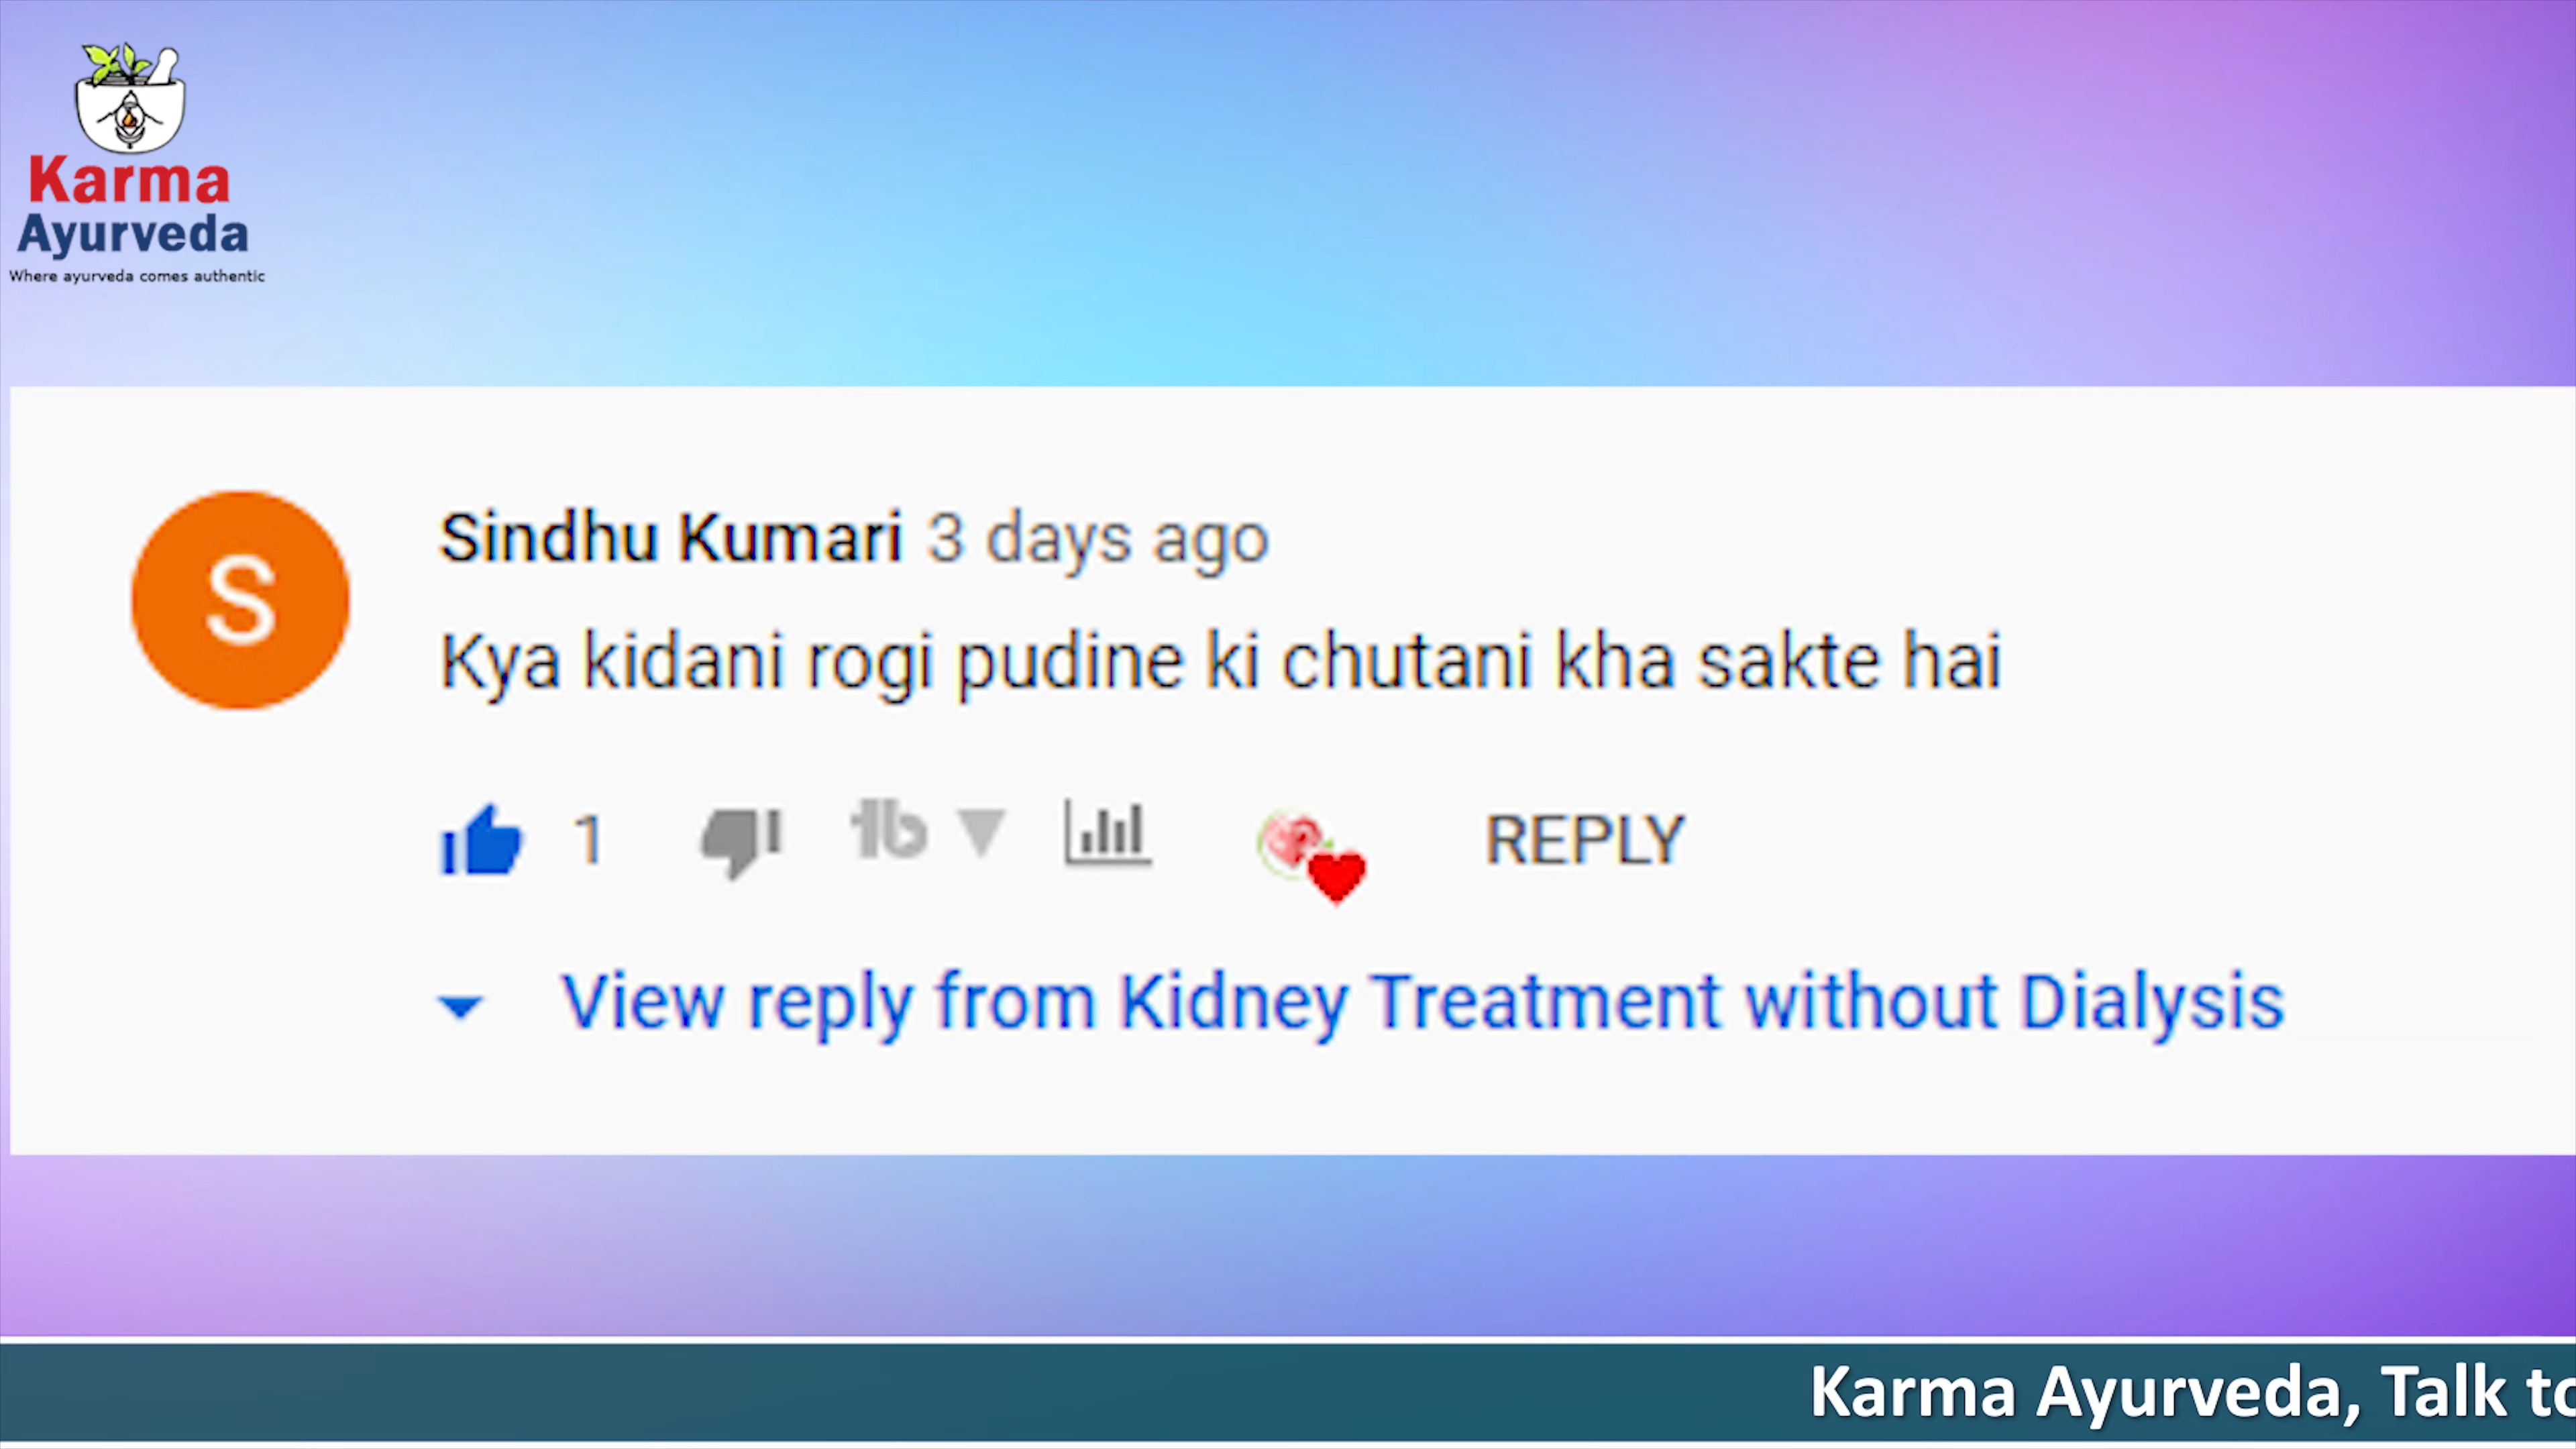 Karma
Ayurveda
Where ayurveda comes authentic
S
Sindhu Kumari 3 days ago
Kya kidani rogi pudine ki chutani kha sakte hai
1 REPLY
View reply from Kidney Treatment without Dialysis
Karma Ayurveda, Talk